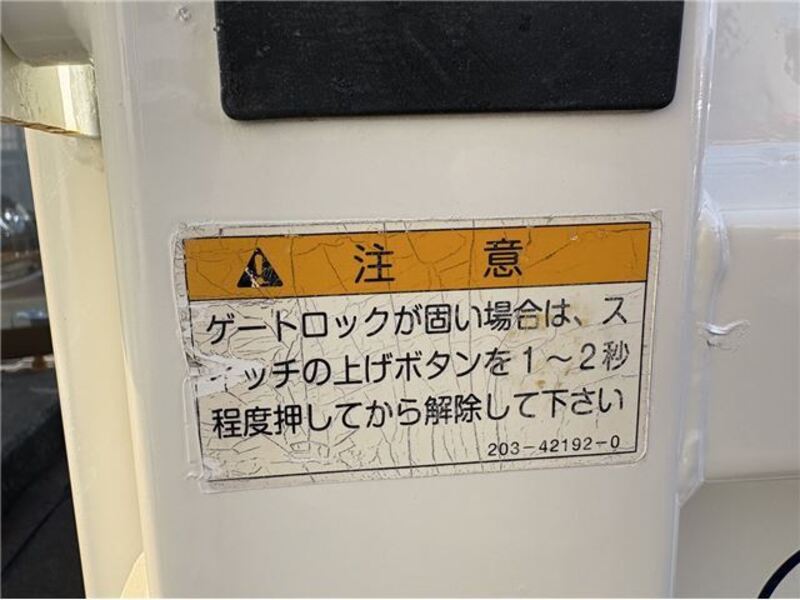 注意
ゲートロックが固い場合は、ス
イッチの上げボタンを1〜2秒
程度押してから解除して下さい
203-42192-0